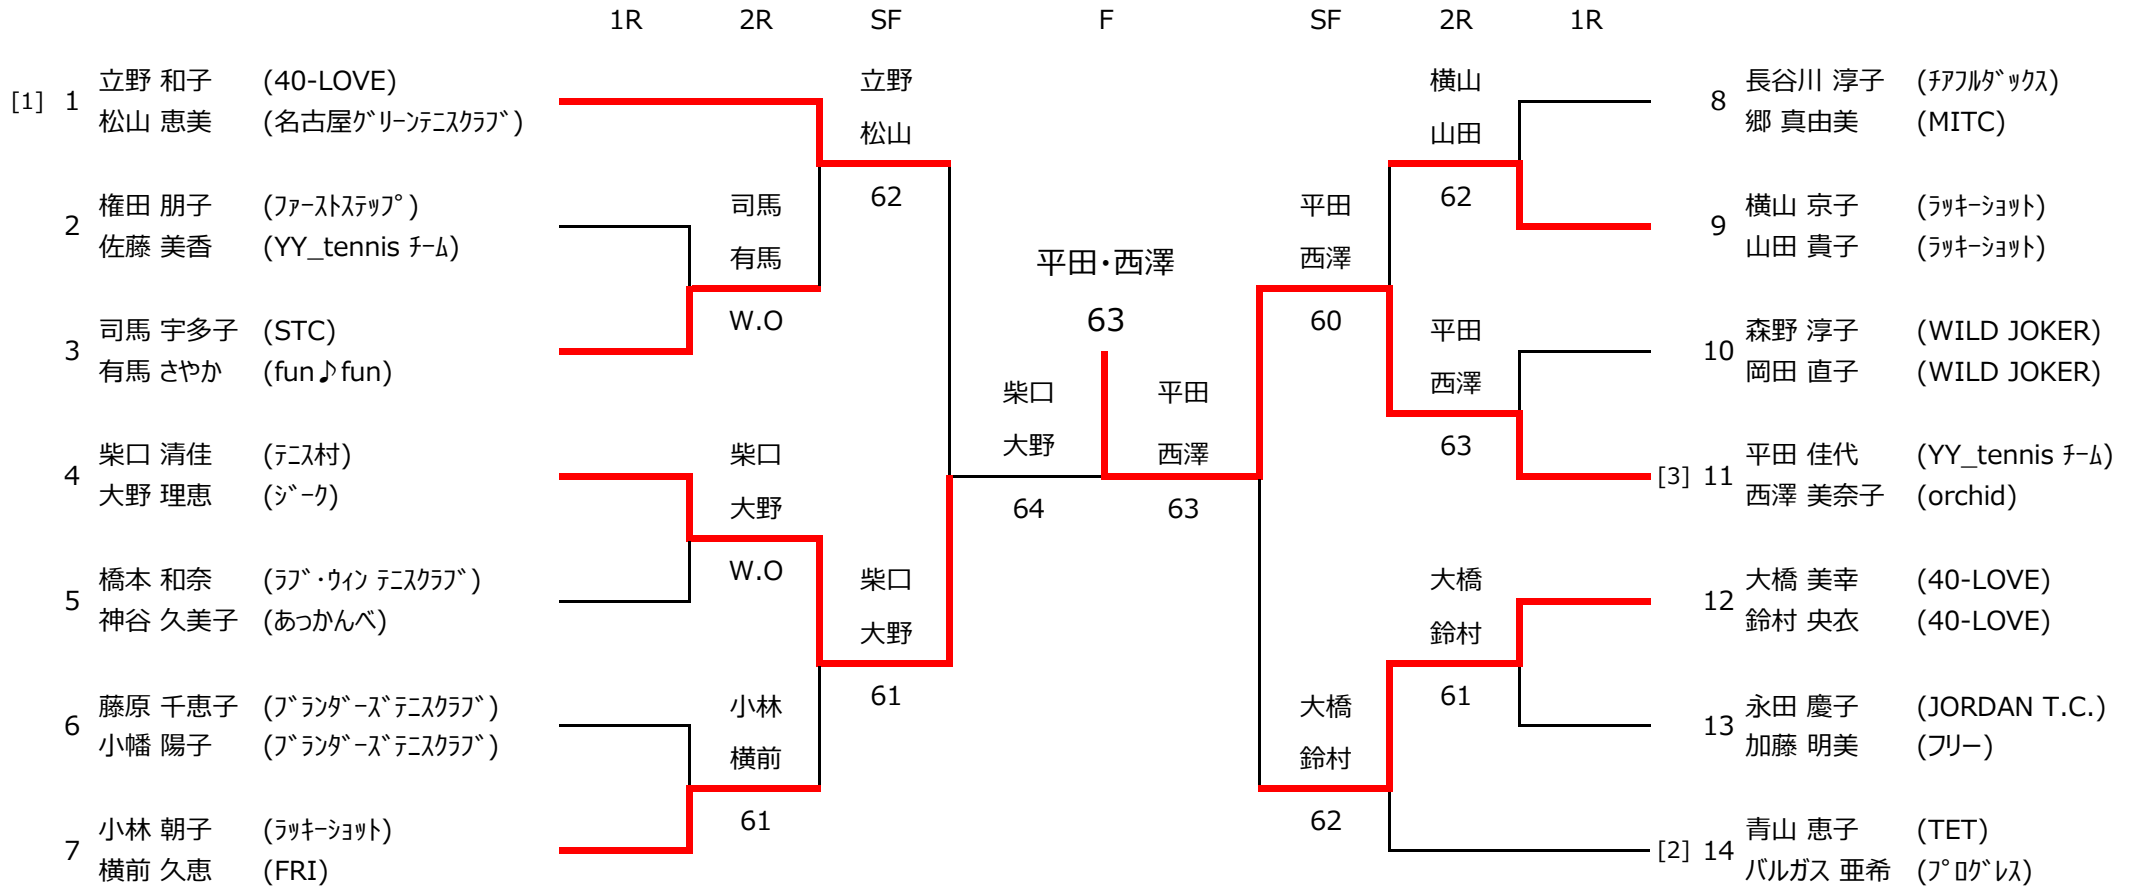 1R 2R SF F SF 2R 1R
[1] 1 立野 和子 (40-LOVE)
松山 恵美 (名古屋ｸﾞﾘｰﾝﾃﾆｽｸﾗﾌﾞ)
2 権田 朋子 (ﾌｧｰｽﾄｽﾃｯﾌﾟ)
佐藤 美香 (YY_tennis ﾁｰﾑ)
3 司馬 宇多子 (STC)
有馬 さやか (fun♪fun)
4 柴口 清佳 (ﾃﾆｽ村)
大野 理恵 (ｼﾞｰｸ)
5 橋本 和奈 (ﾗﾌﾞ･ｳｨﾝ ﾃﾆｽｸﾗﾌﾞ)
神谷 久美子 (あっかんべ)
6 藤原 千恵子 (ﾌﾞﾗﾝﾀﾞｰｽﾞﾃﾆｽｸﾗﾌﾞ)
小幡 陽子 (ﾌﾞﾗﾝﾀﾞｰｽﾞﾃﾆｽｸﾗﾌﾞ)
7 小林 朝子 (ﾗｯｷｰｼｮｯﾄ)
横前 久恵 (FRI)
司馬
有馬
W.O
柴口
大野
W.O
小林
横前
61
立野
松山
62
柴口
大野
61
柴口
大野
64
平田･西澤
63
平田
西澤
63
平田
西澤
60
大橋
鈴村
62
横山
山田
62
平田
西澤
63
大橋
鈴村
61
8 長谷川 淳子 (ﾁｱﾌﾙﾀﾞｯｸｽ)
郷 真由美 (MITC)
9 横山 京子 (ﾗｯｷｰｼｮｯﾄ)
山田 貴子 (ﾗｯｷｰｼｮｯﾄ)
10 森野 淳子 (WILD JOKER)
岡田 直子 (WILD JOKER)
[3] 11 平田 佳代 (YY_tennis ﾁｰﾑ)
西澤 美奈子 (orchid)
12 大橋 美幸 (40-LOVE)
鈴村 央衣 (40-LOVE)
13 永田 慶子 (JORDAN T.C.)
加藤 明美 (フリー)
[2] 14 青山 恵子 (TET)
バルガス 亜希 (ﾌﾟﾛｸﾞﾚｽ)